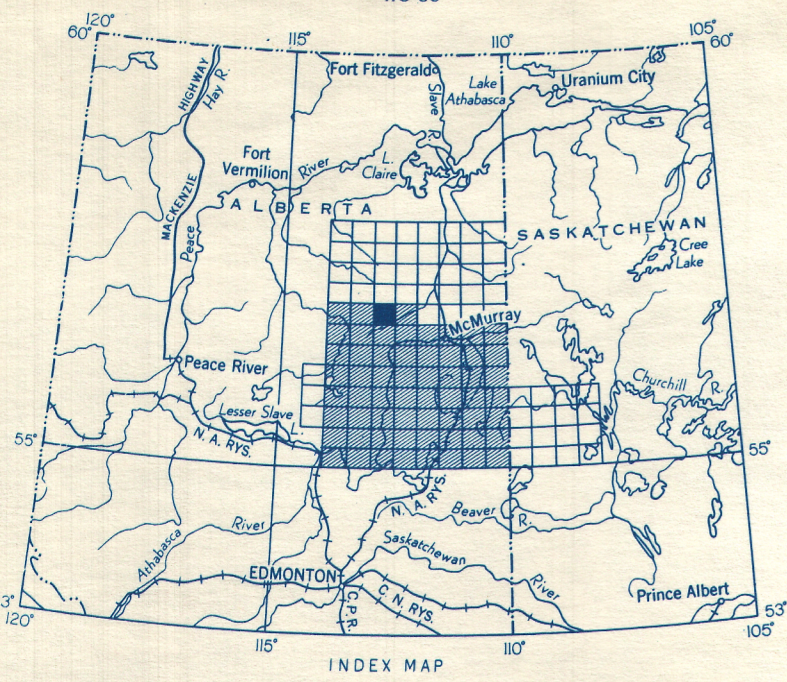 120°
60°
115°
110°
105°
60°
HIGHWAY
Hay R.
Fort Fitzgerald
Slave R.
Lake
Athabasca
Uranium City
Fort
Vermilion
River
L.
Claire
MACKENZIE
Peace
ALBERTA
SASKATCHEWAN
Cree
Lake
McMurray
Peace River
Lesser Slave
L.
N. A. RYS.
Churchill
R.
55°
55°
N. A. RYS.
Beaver
R.
River
Athabasca
Saskatchewan
River
EDMONTON
C. N. RYS.
C. P. R.
Prince Albert
3°
120°
53°
105°
115°
110°
INDEX MAP